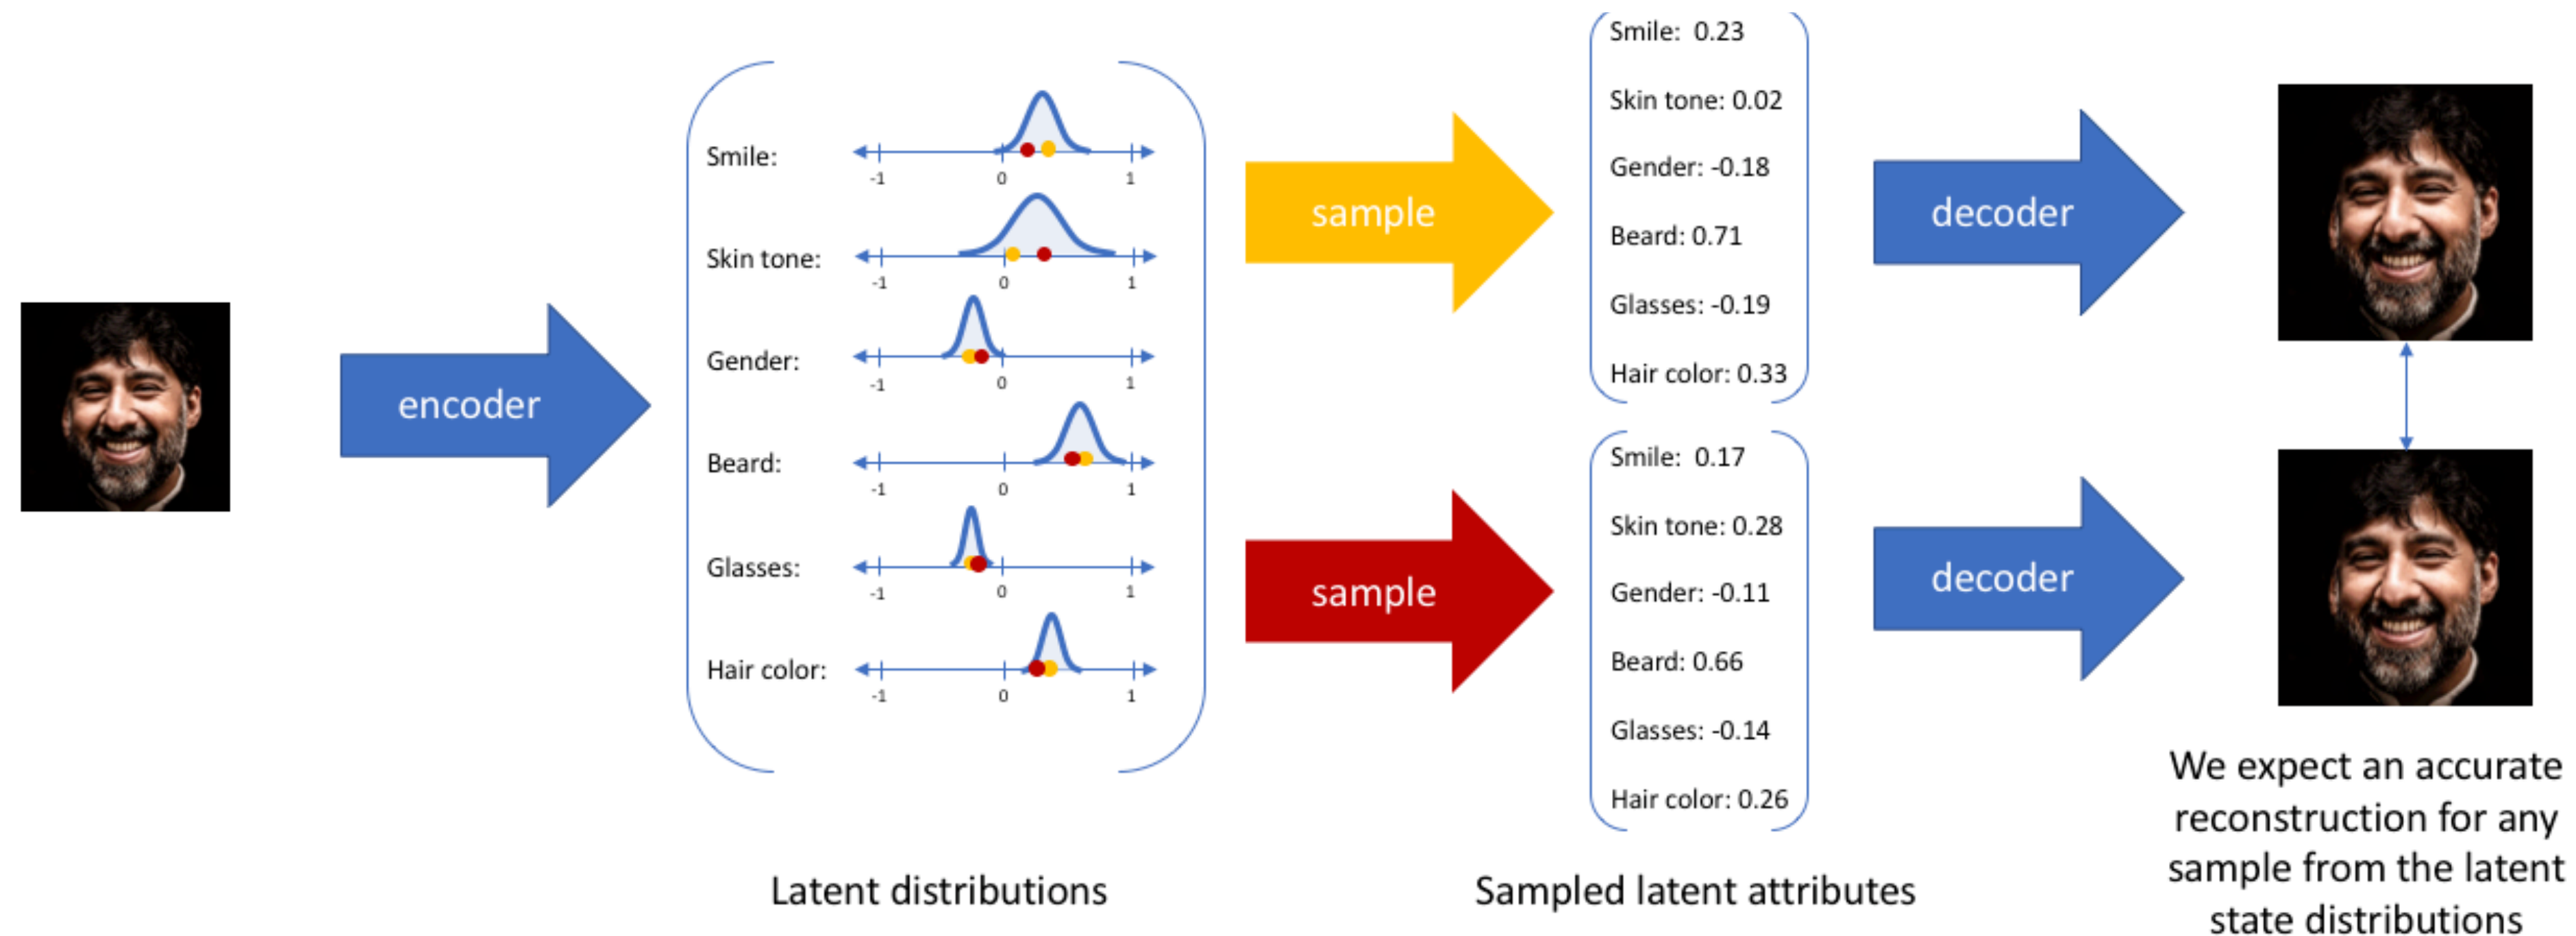 encoder
Smile:
-1 0 1
Skin tone:
-1 0 1
Gender:
-1 0 1
Beard:
-1 0 1
Glasses:
-1 0 1
Hair color:
-1 0 1
Latent distributions
sample
sample
Smile: 0.23
Skin tone: 0.02
Gender: -0.18
Beard: 0.71
Glasses: -0.19
Hair color: 0.33
Smile: 0.17
Skin tone: 0.28
Gender: -0.11
Beard: 0.66
Glasses: -0.14
Hair color: 0.26
Sampled latent attributes
decoder
decoder
We expect an accurate
reconstruction for any
sample from the latent
state distributions